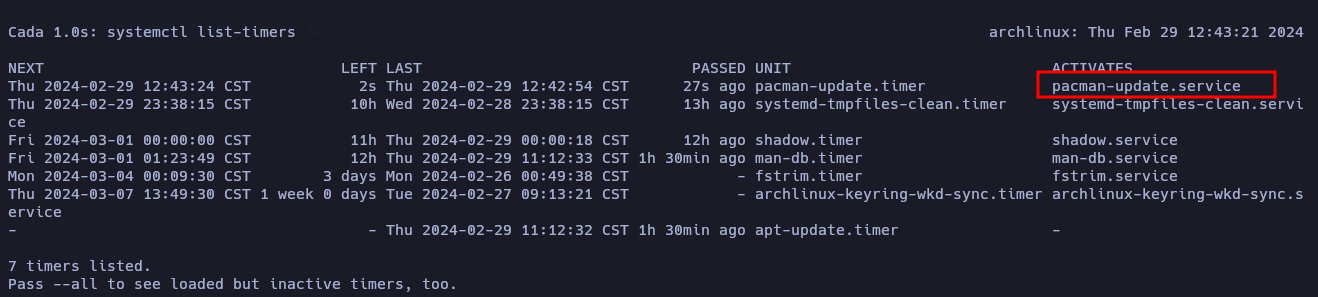 Cada 1.0s: systemctl list-timers archlinux: Thu Feb 29 12:43:21 2024
NEXT LEFT LAST PASSED UNIT ACTIVATES
Thu 2024-02-29 12:43:24 CST 2s Thu 2024-02-29 12:42:54 CST 27s ago pacman-update.timer pacman-update.service
Thu 2024-02-29 23:38:15 CST 10h Wed 2024-02-28 23:38:15 CST 13h ago systemd-tmpfiles-clean.timer systemd-tmpfiles-clean.servi
ce
Fri 2024-03-01 00:00:00 CST 11h Thu 2024-02-29 00:00:18 CST 12h ago shadow.timer shadow.service
Fri 2024-03-01 01:23:49 CST 12h Thu 2024-02-29 11:12:33 CST 1h 30min ago man-db.timer man-db.service
Mon 2024-03-04 00:09:30 CST 3 days Mon 2024-02-26 00:49:38 CST - fstrim.timer fstrim.service
Thu 2024-03-07 13:49:30 CST 1 week 0 days Tue 2024-02-27 09:13:21 CST - archlinux-keyring-wkd-sync.timer archlinux-keyring-wkd-sync.s
ervice
- - Thu 2024-02-29 11:12:32 CST 1h 30min ago apt-update.timer -
7 timers listed.
Pass --all to see loaded but inactive timers, too.